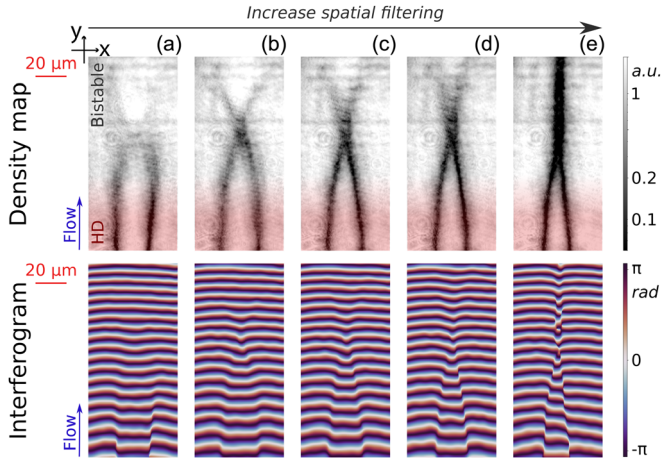 Increase spatial filtering
y
x
(a) (b) (c) (d) (e)
20 μm
Density map
Bistable
HD
Flow
a.u.
1
0.2
0.1
20 μm
Interferogram
Flow
π
rad
0
-π